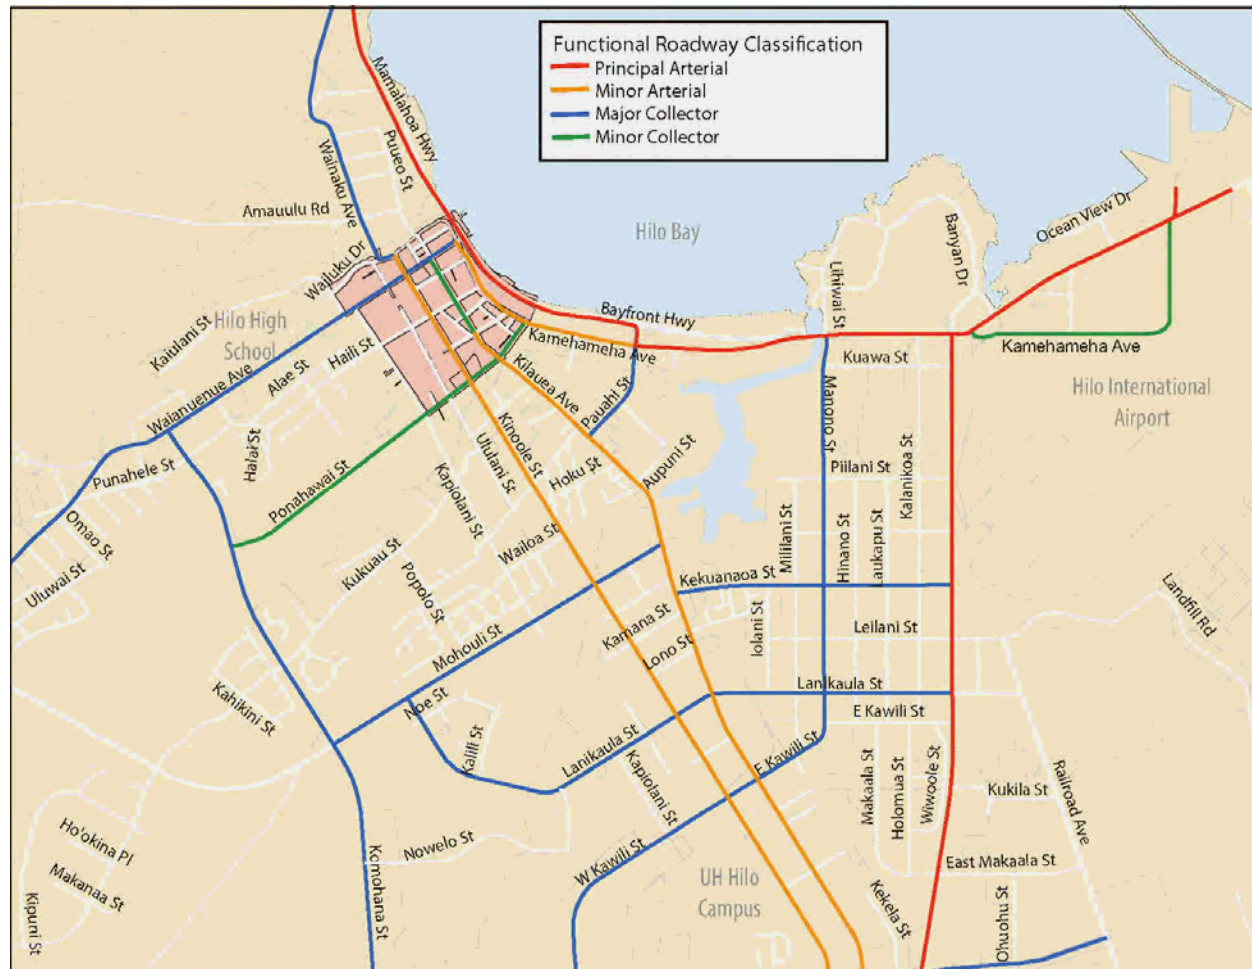 Functional Roadway Classification
Principal Arterial
Minor Arterial
Major Collector
Minor Collector
Mamalahoa Hwy
Puueo St
Wainaku Ave
Amauulu Rd
Wailuku Dr
Hilo Bay
Ocean View Dr
Banyan Dr
Lihiwai St
Bayfront Hwy
Kamehameha Ave
Kamehameha Ave
Kuawa St
Hilo International
Airport
Kaiulani St
Hilo High
School
Haili St
Alae St
Waianuenue Ave
Kilauea Ave
Pauahi St
Manono St
Punahele St
Halai St
Ponahawai St
Kinoole St
Ululani St
Kapiolani St
Hoku St
Aupuni St
Piilani St
Kalanikoa St
Omao St
Uluwai St
Kukuau St
Popolo St
Wailoa St
Mililani St
Hinano St
Laukapu St
Kekuanaoa St
Landfill Rd
Mohouli St
Kamana St
Lono St
Iolani St
Leilani St
Kahikini St
Noe St
Kalili St
Lanikaula St
Lanikaula St
E Kawili St
E Kawili St
Kapiolani St
Makaala St
Holomua St
Wiwoole St
Kukila St
Railroad Ave
Ho'okina Pl
Makanaa St
Kipuni St
Komohana St
Nowelo St
W Kawili St
UH Hilo
Campus
Kekela St
East Makaala St
Ohuohu St